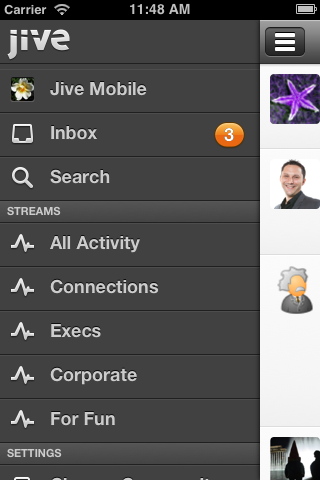 Carrier 11:48 AM
jive
Jive Mobile
Inbox 3
Search
STREAMS
All Activity
Connections
Execs
Corporate
For Fun
SETTINGS